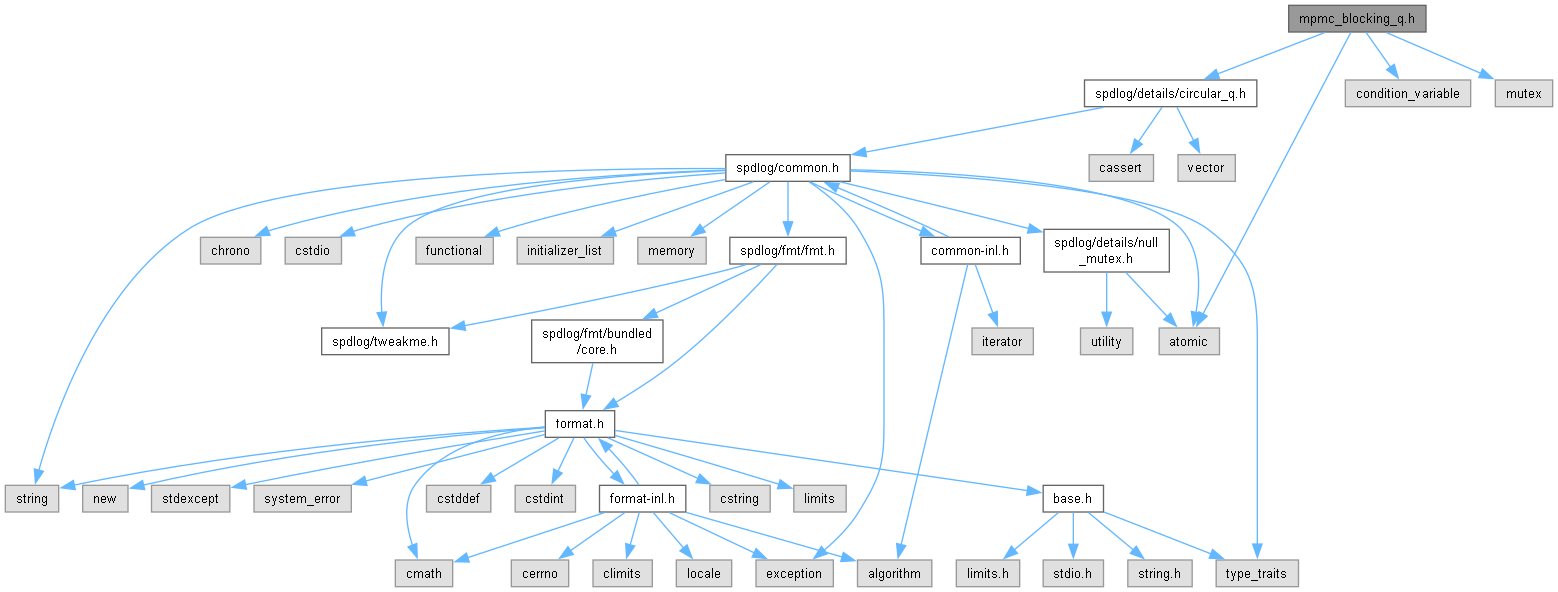 mpmc_blocking_q.h
spdlog/details/circular_q.h
condition_variable
mutex
spdlog/common.h
cassert
vector
chrono
cstdio
functional
initializer_list
memory
spdlog/fmt/fmt.h
common-inl.h
spdlog/details/null
_mutex.h
spdlog/tweakme.h
spdlog/fmt/bundled
/core.h
iterator
utility
atomic
format.h
string
new
stdexcept
system_error
cstddef
cstdint
format-inl.h
cstring
limits
base.h
cmath
cerrno
climits
locale
exception
algorithm
limits.h
stdio.h
string.h
type_traits